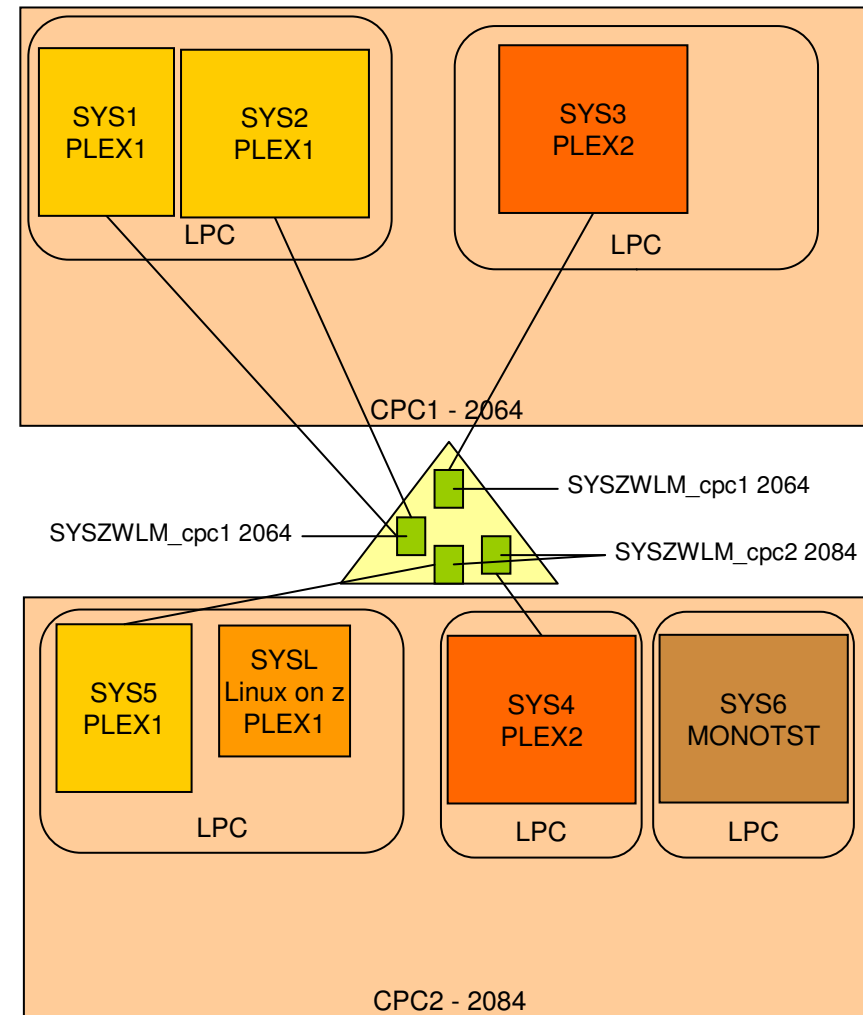 SYS1
PLEX1
SYS2
PLEX1
LPC
SYS3
PLEX2
LPC
CPC1 - 2064
SYSZWLM_cpc1 2064
SYSZWLM_cpc1 2064
SYSZWLM_cpc2 2084
SYS5
PLEX1
SYSL
Linux on z
PLEX1
LPC
SYS4
PLEX2
LPC
SYS6
MONOTST
LPC
CPC2 - 2084